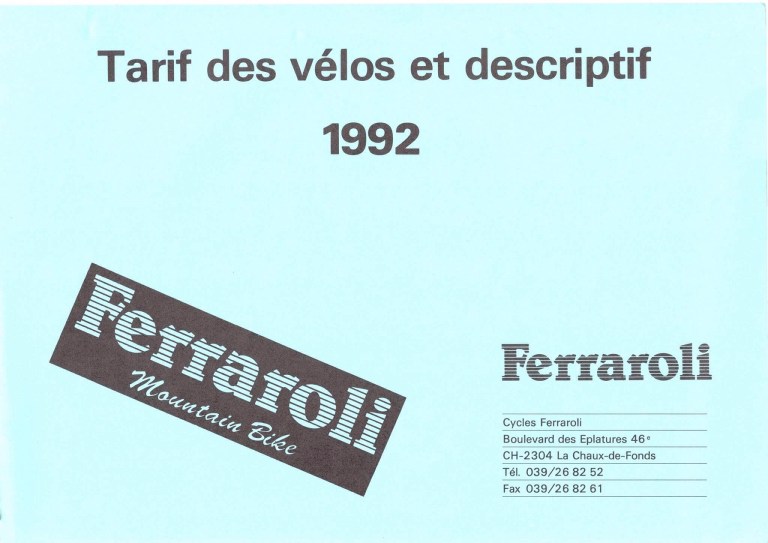 Tarif des vélos et descriptif
1992
Ferraroli
Mountain Bike
Ferraroli
Cycles Ferraroli
Boulevard des Eplatures 46e
CH-2304 La Chaux-de-Fonds
Tél. 039/26 82 52
Fax 039/26 82 61